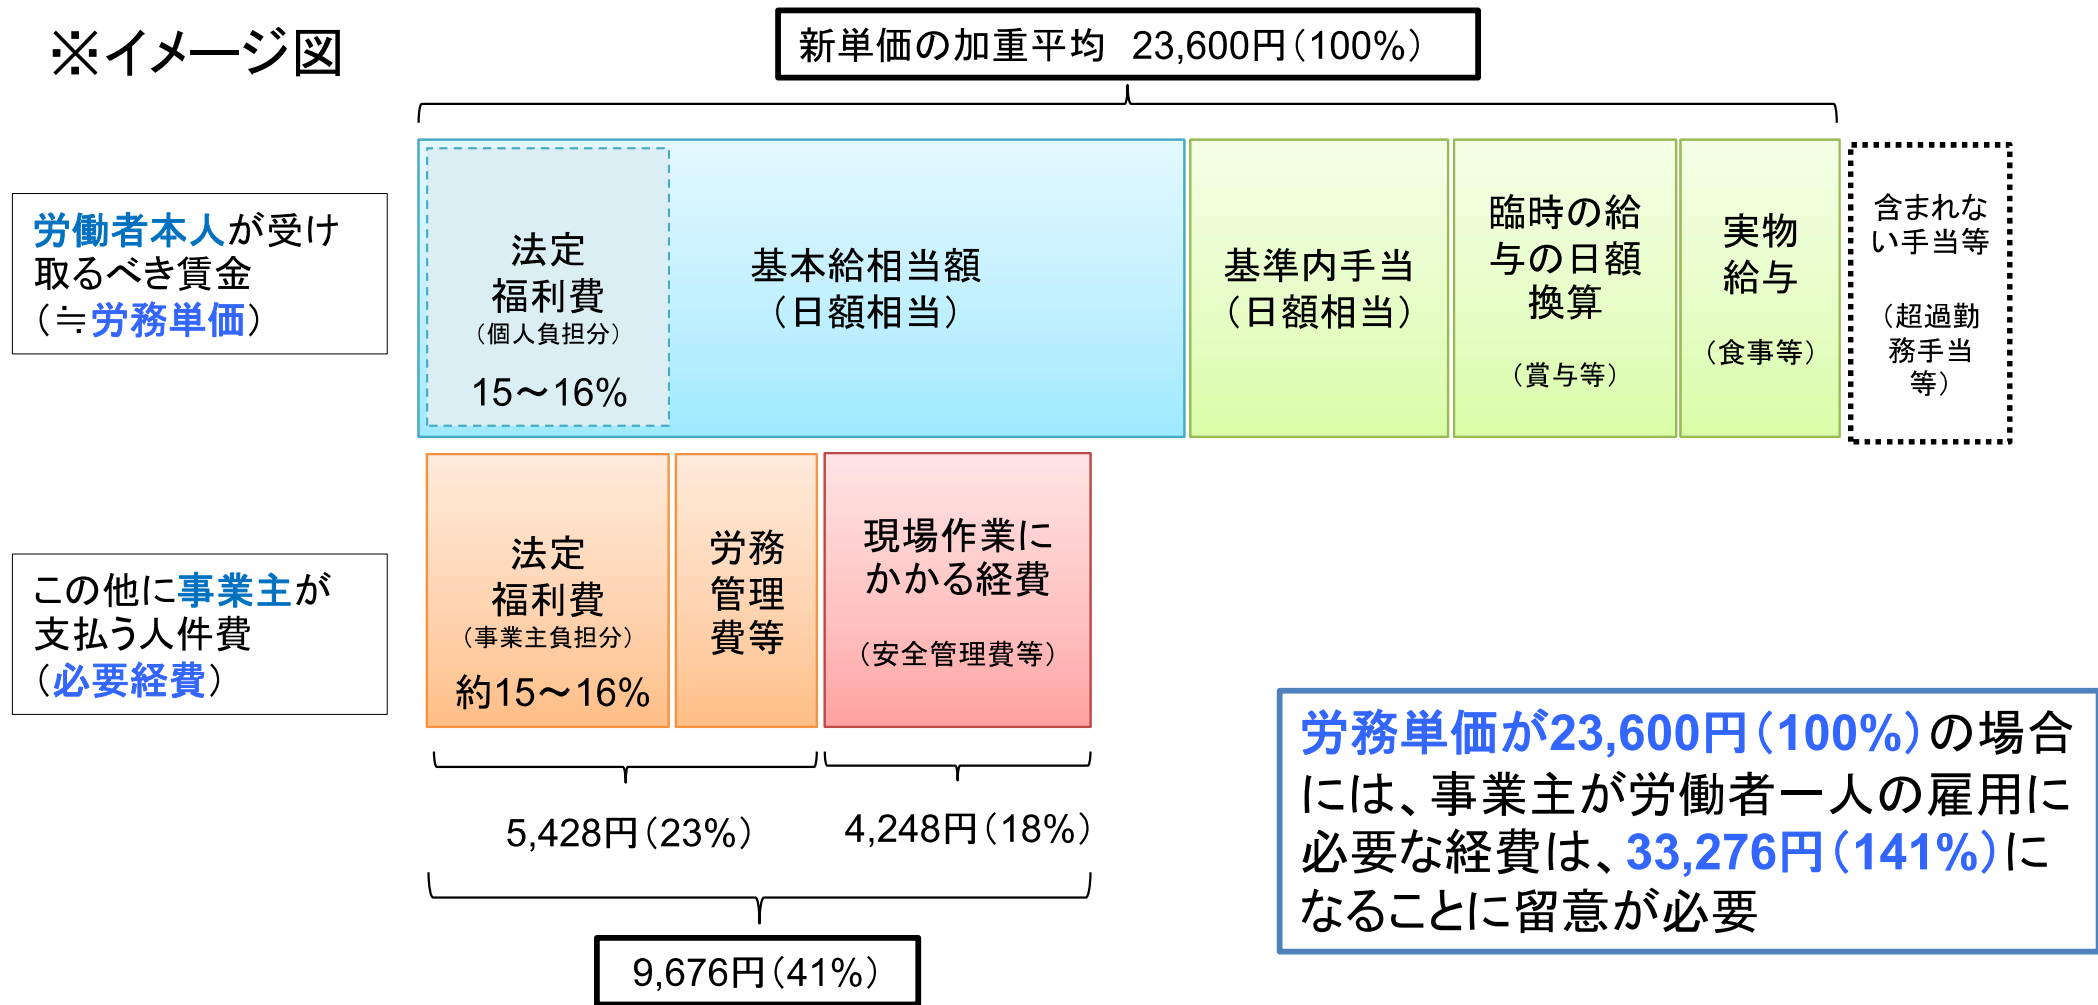 ※イメージ図
新単価の加重平均　23,600円（100%）
労働者本人が受け
取るべき賃金
（≒労務単価）
法定
福利費
（個人負担分）
15～16%
基本給相当額
（日額相当）
基準内手当
（日額相当）
臨時の給
与の日額
換算
（賞与等）
実物
給与
（食事等）
含まれな
い手当等
（超過勤
務手当
等）
この他に事業主が
支払う人件費
（必要経費）
法定
福利費
（事業主負担分）
約15～16%
労務
管理
費等
現場作業に
かかる経費
（安全管理費等）
5,428円（23%）
4,248円（18%）
9,676円（41%）
労務単価が23,600円（100%）の場合
には、事業主が労働者一人の雇用に
必要な経費は、33,276円（141%）に
なることに留意が必要